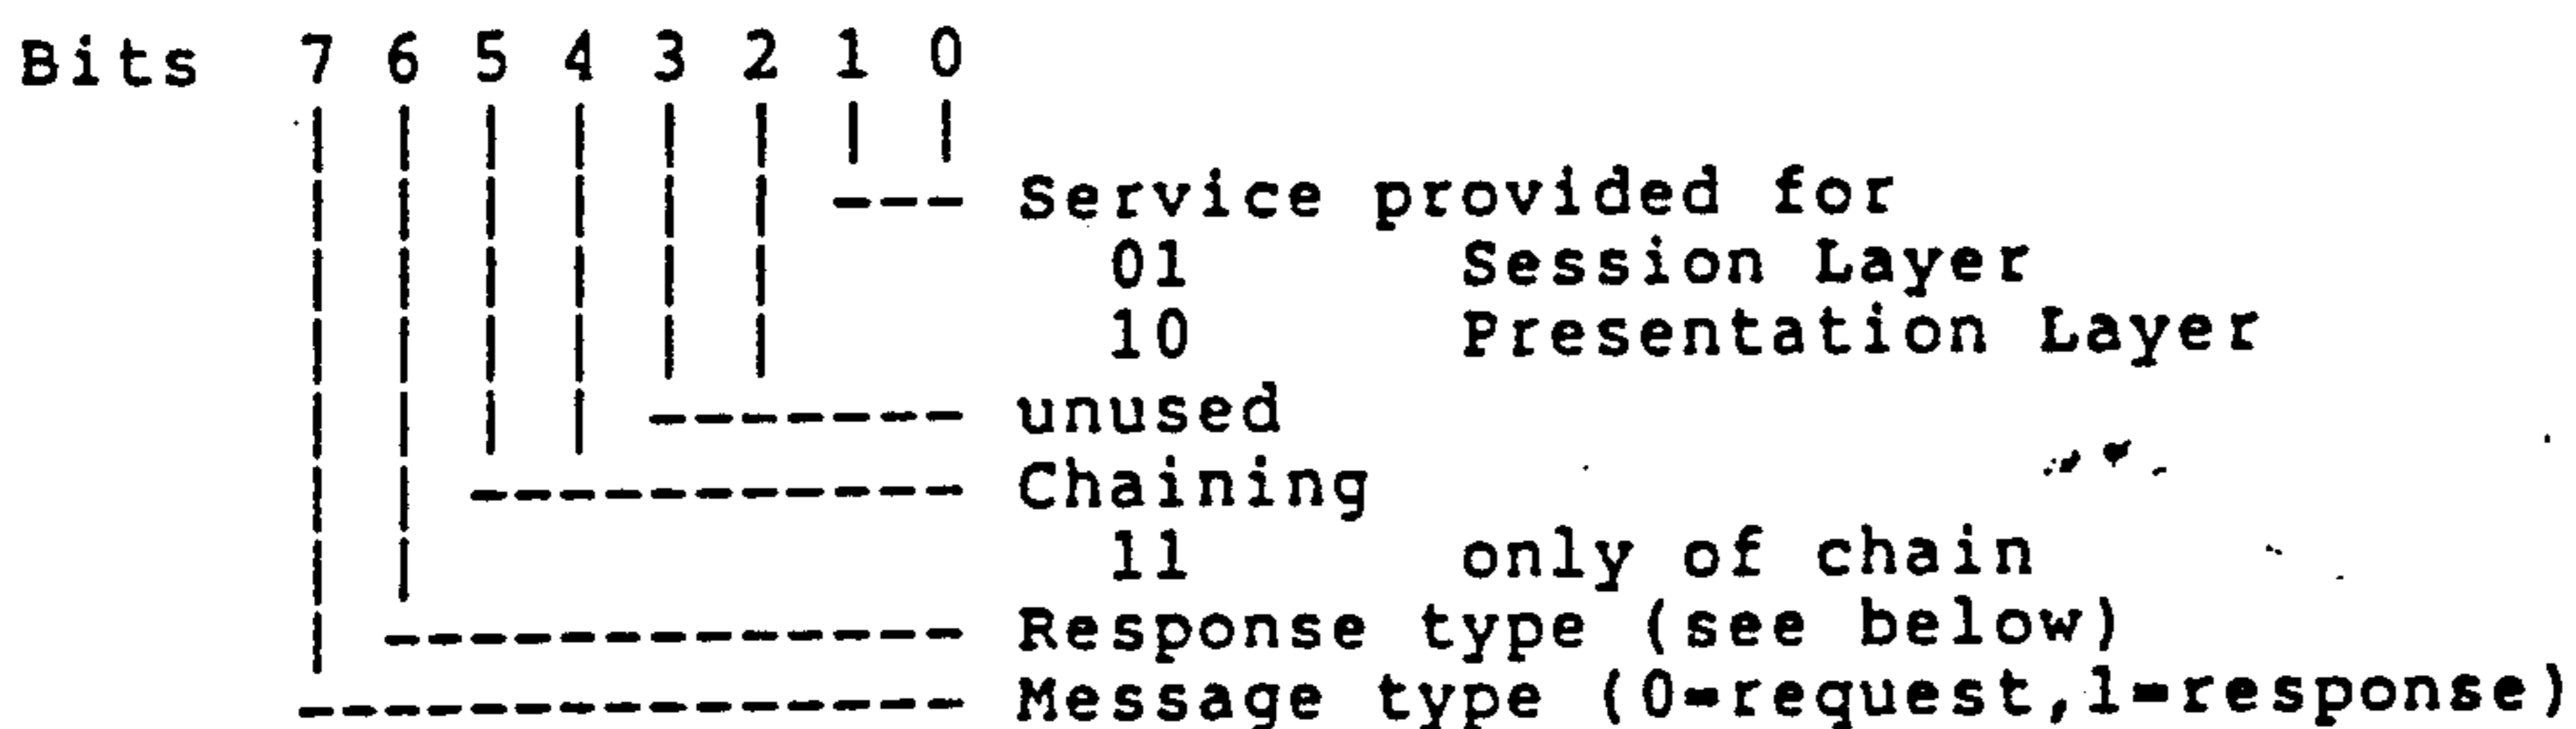 Bits 7 6 5 4 3 2 1 0
Service provided for
01 Session Layer
10 Presentation Layer
unused
Chaining
11 only of chain
Response type (see below)
Message type (0=request,1=response)